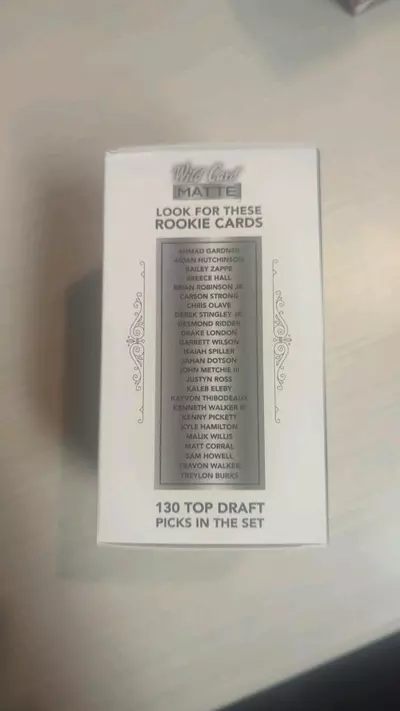 Wild Card
MATTE
LOOK FOR THESE
ROOKIE CARDS
AHMAD GARDNER
AIDAN HUTCHINSON
BAILEY ZAPPE
BREECE HALL
BRIAN ROBINSON JR.
CARSON STRONG
CHRIS OLAVE
DEREK STINGLEY JR.
DESMOND RIDDER
DRAKE LONDON
GARRETT WILSON
ISAIAH SPILLER
JAHAN DOTSON
JOHN METCHIE III
JUSTYN ROSS
KALEB ELEBY
KAYVON THIBODEAUX
KENNETH WALKER III
KENNY PICKETT
KYLE HAMILTON
MALIK WILLIS
MATT CORRAL
SAM HOWELL
TRAVON WALKER
TREYLON BURKS
130 TOP DRAFT
PICKS IN THE SET